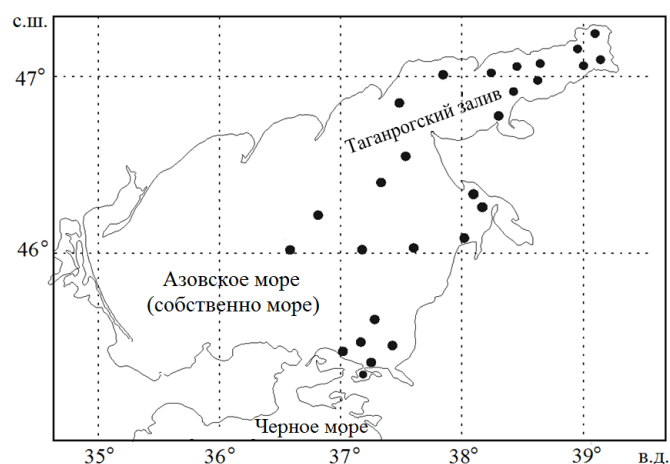 с.ш.
47°
Таганрогский залив
46°
Азовское море
(собственно море)
Черное море
35° 36° 37° 38° 39° в.д.